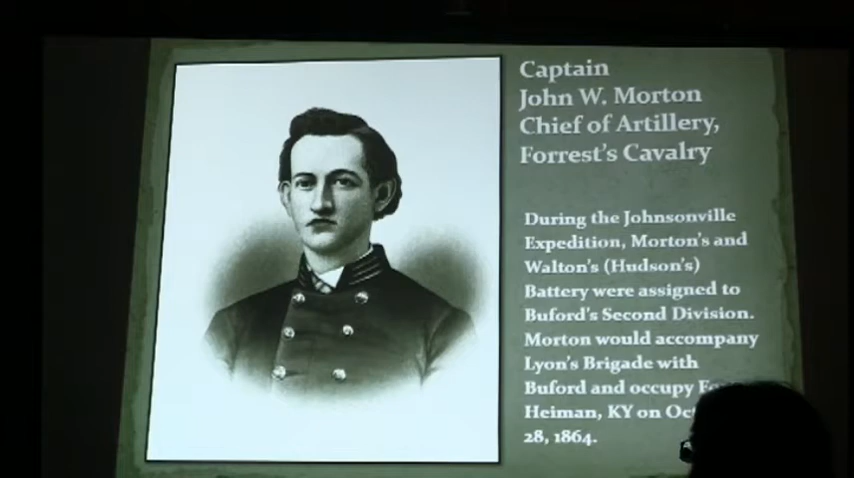 Captain
John W. Morton
Chief of Artillery,
Forrest's Cavalry
During the Johnsonville
Expedition, Morton's and
Walton's (Hudson's)
Battery were assigned to
Buford's Second Division.
Morton would accompany
Lyon's Brigade with
Buford and occupy
Heiman, KY on
28, 1864.